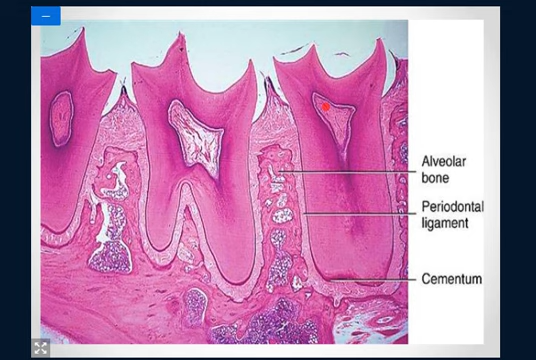 Alveolar
bone
Periodontal
ligament
Cementum